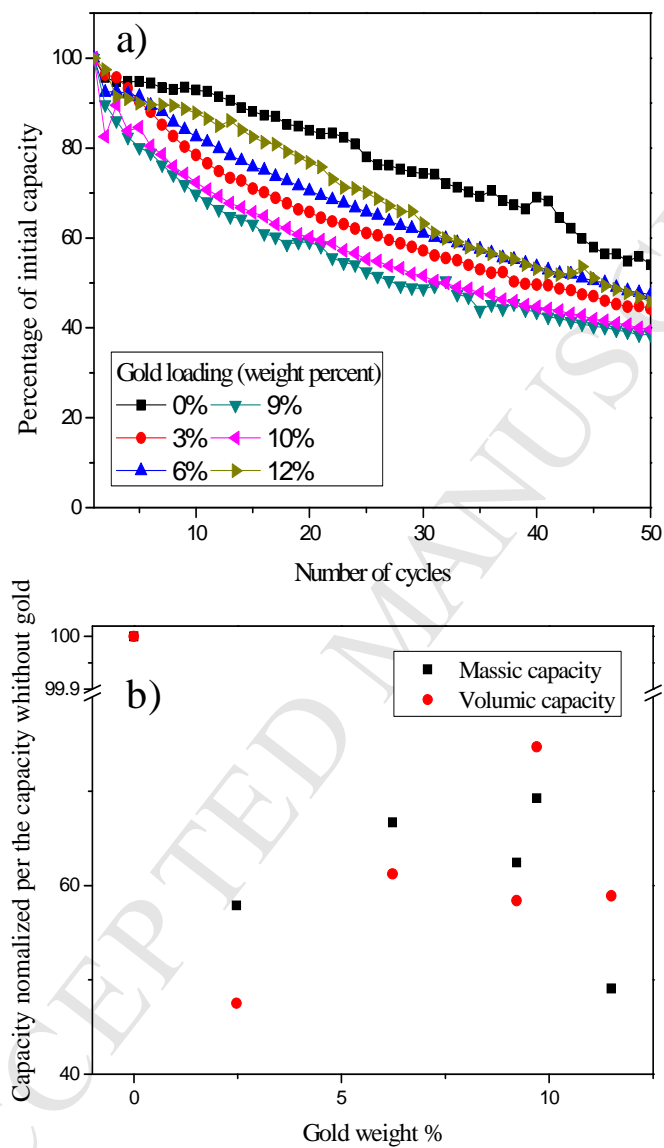 a)
100
80
60
40
20
0
Percentage of initial capacity
Gold loading (weight percent)
0% 9%
3% 10%
6% 12%
10 20 30 40 50
Number of cycles
b)
100
99.9
60
40
Capacity nomalized per the capacity whithout gold
Massic capacity
Volumic capacity
0 5 10
Gold weight %
CCEPTED MANUSC